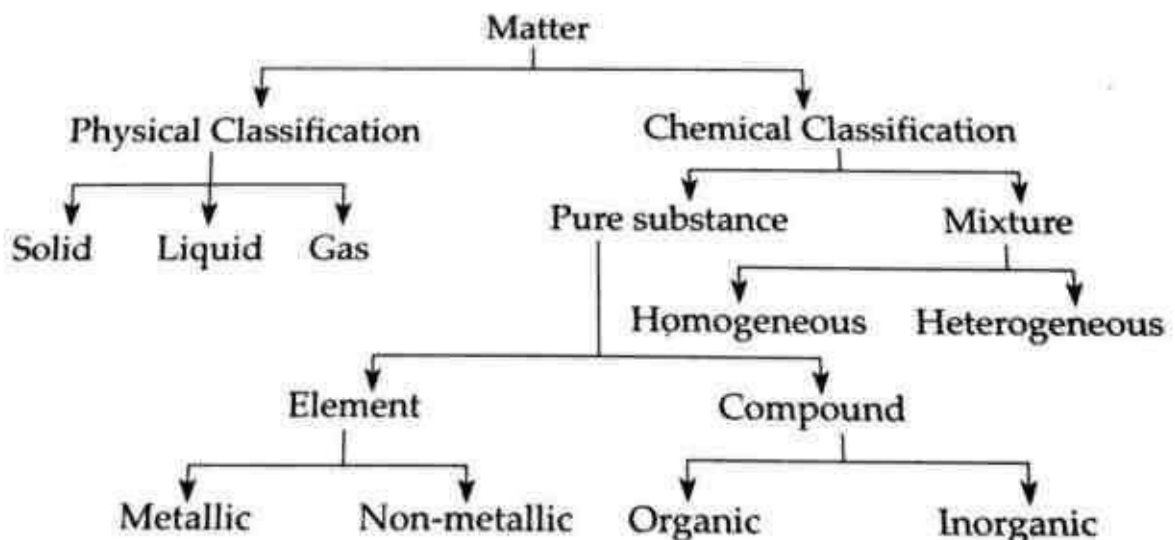 Matter
Physical Classification Chemical Classification
Solid Liquid Gas
Pure substance Mixture
Homogeneous Heterogeneous
Element Compound
Metallic Non-metallic Organic Inorganic